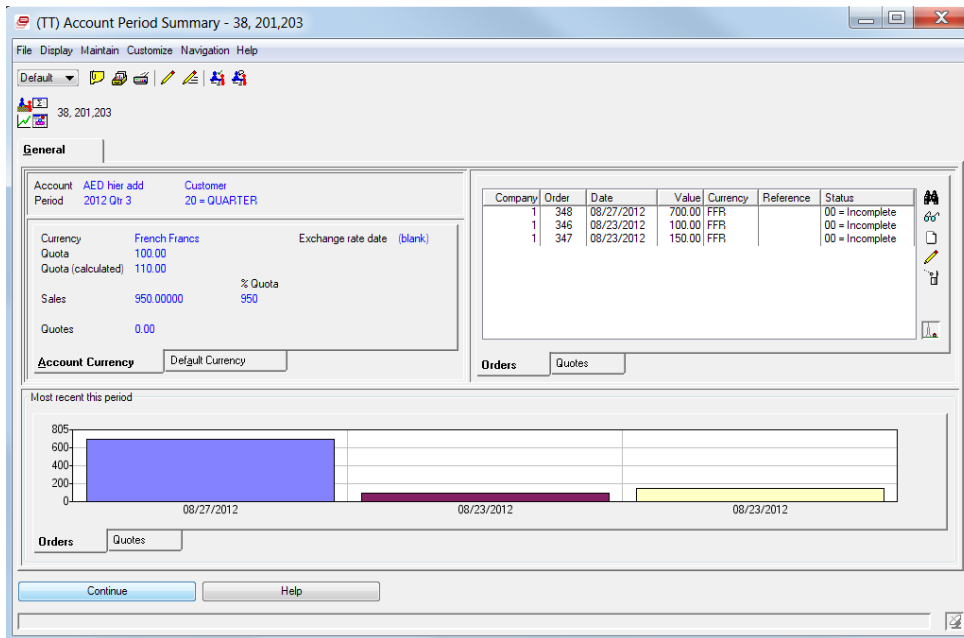 (TT) Account Period Summary - 38, 201,203
File Display Maintain Customize Navigation Help
Default
38, 201,203
General
Account AED hier add Customer
Period 2012 Qtr 3 20 = QUARTER
Currency French Francs Exchange rate date (blank)
Quota 100.00
Quota (calculated) 110.00
% Quota
Sales 950.00000 950
Quotes 0.00
Account Currency Default Currency
Company Order Date Value Currency Reference Status
1 348 08/27/2012 700.00 FFR 00 = Incomplete
1 346 08/23/2012 100.00 FFR 00 = Incomplete
1 347 08/23/2012 150.00 FFR 00 = Incomplete
Orders Quotes
Most recent this period
805
600
400
200
0
08/27/2012 08/23/2012 08/23/2012
Orders Quotes
Continue Help